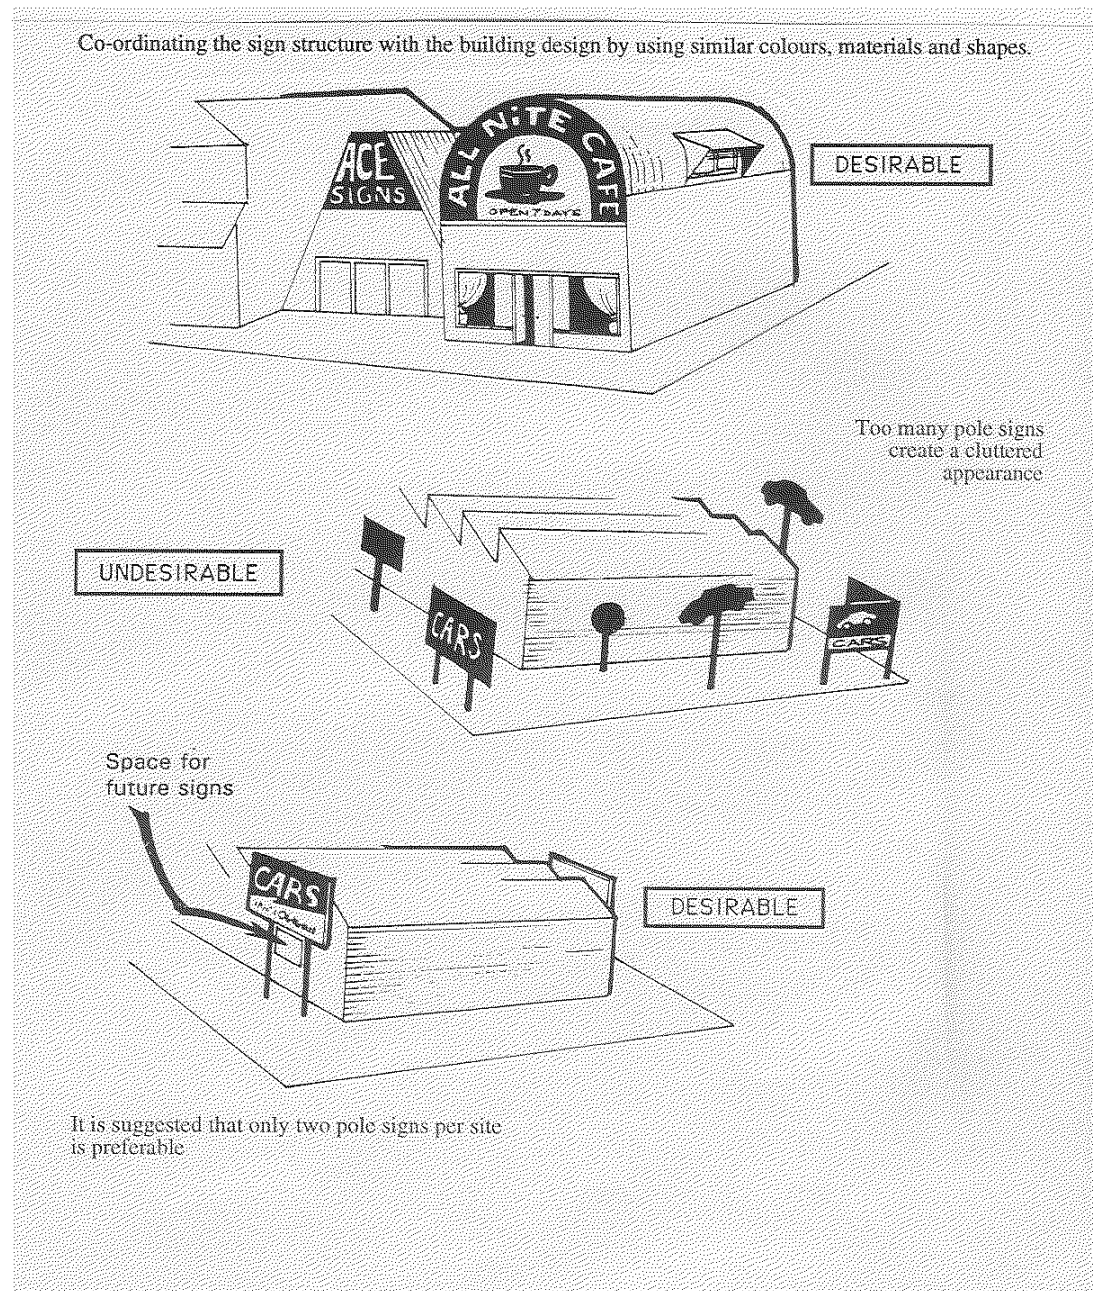 Co-ordinating the sign structure with the building design by using similar colours, materials and shapes.
ACE
SIGNS
ALL NiTE CAFE
OPEN 7 DAYS
DESIRABLE
Too many pole signs
create a cluttered
appearance
UNDESIRABLE
CARS
CARS
Space for
future signs
CARS
DESIRABLE
It is suggested that only two pole signs per site
is preferable